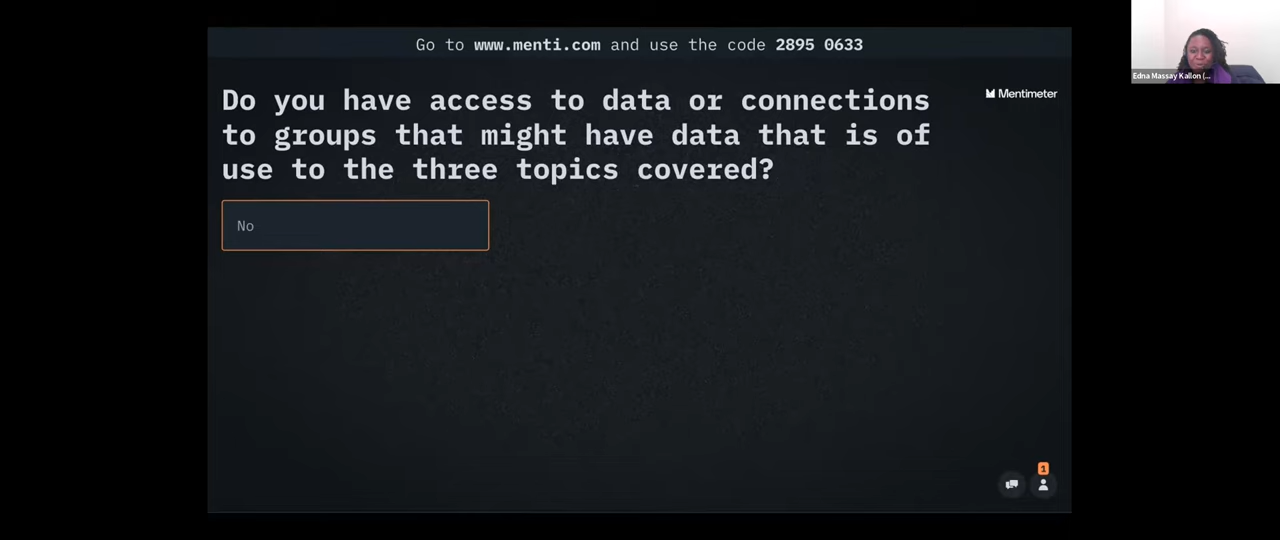 Go to www.menti.com and use the code 2895 0633
Edna Massay Kallon (...
Mentimeter
Do you have access to data or connections
to groups that might have data that is of
use to the three topics covered?
No
1